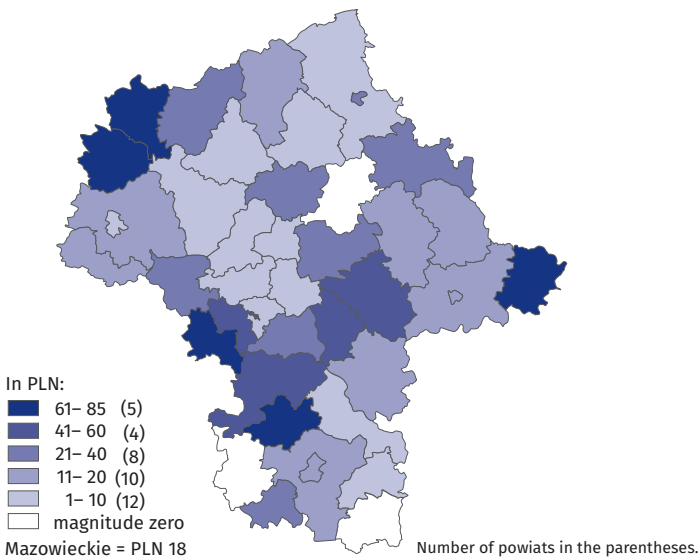 In PLN:
61– 85 (5)
41– 60 (4)
21– 40 (8)
11– 20 (10)
1– 10 (12)
magnitude zero
Mazowieckie = PLN 18
Number of powiats in the parentheses.